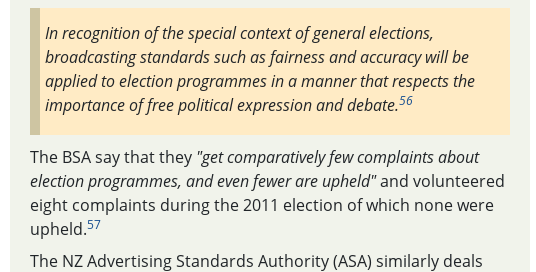 In recognition of the special context of general elections,
broadcasting standards such as fairness and accuracy will be
applied to election programmes in a manner that respects the
importance of free political expression and debate.56
The BSA say that they "get comparatively few complaints about
election programmes, and even fewer are upheld" and volunteered
eight complaints during the 2011 election of which none were
upheld.57
The NZ Advertising Standards Authority (ASA) similarly deals